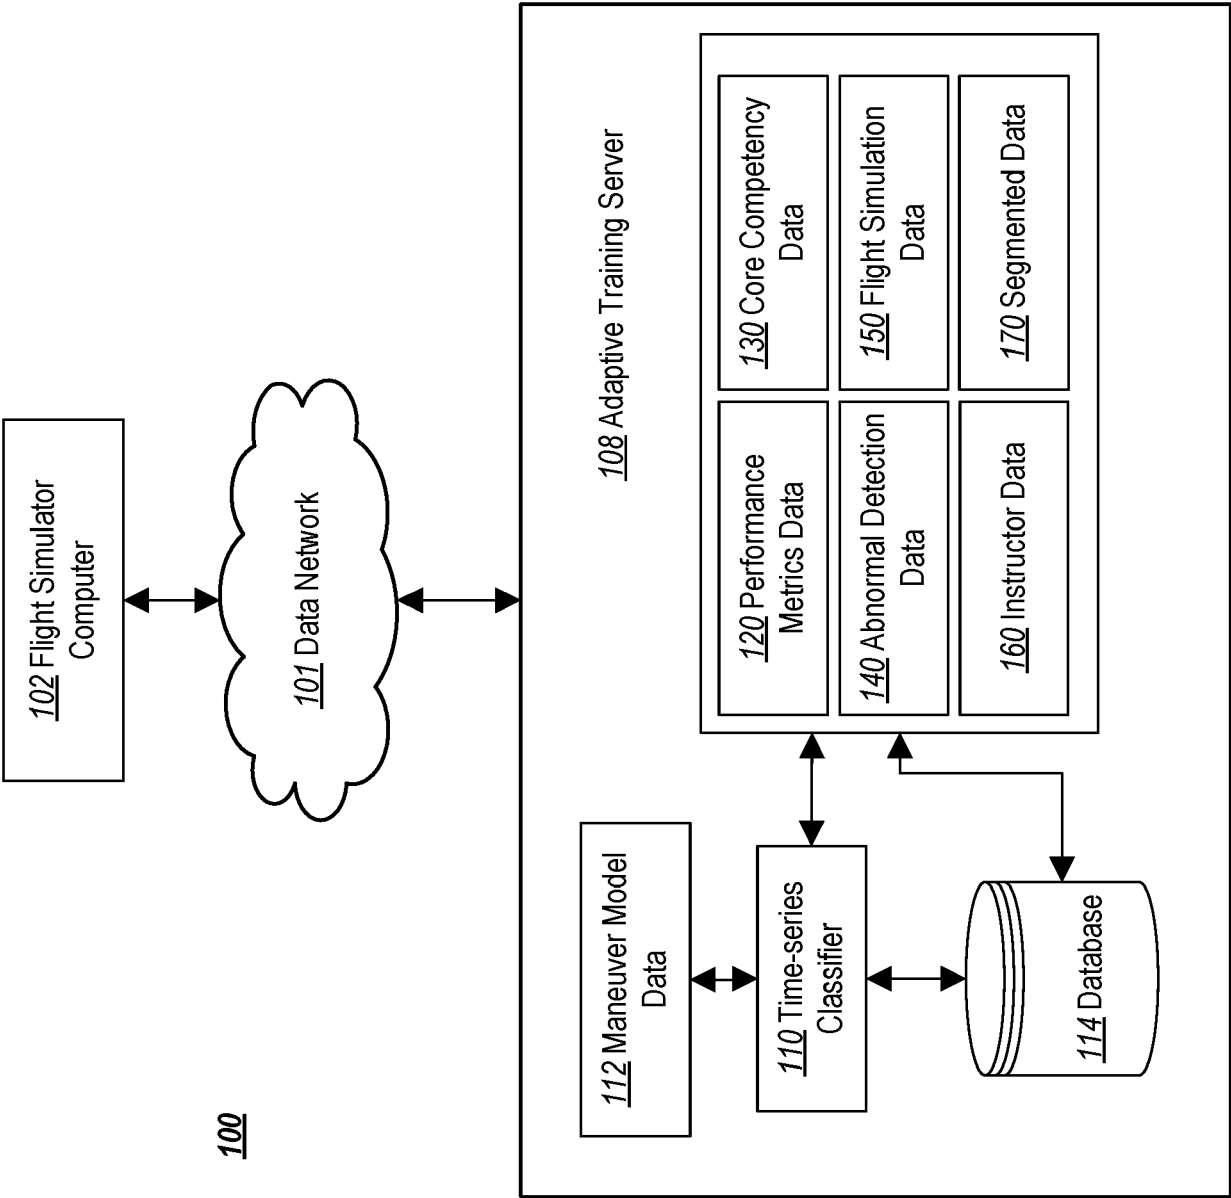 100
102 Flight Simulator
Computer
101 Data Network
108 Adaptive Training Server
112 Maneuver Model
Data
110 Time-series
Classifier
114 Database
120 Performance
Metrics Data
130 Core Competency
Data
140 Abnormal Detection
Data
150 Flight Simulation
Data
160 Instructor Data
170 Segmented Data